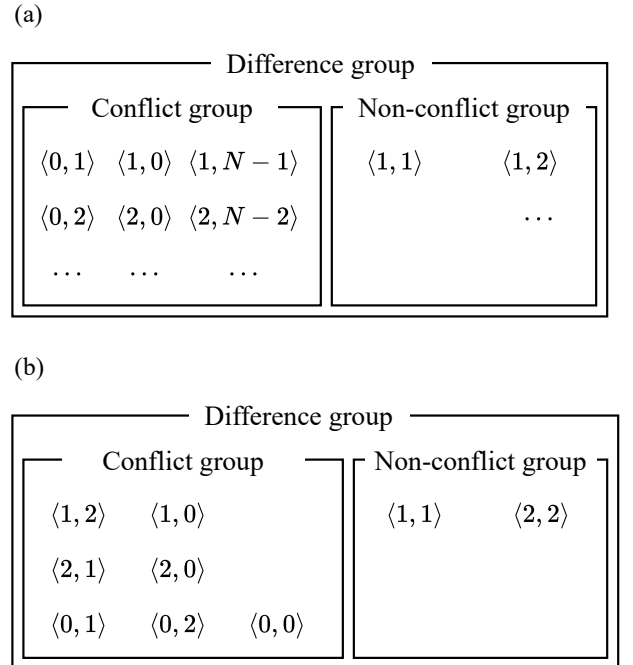 (a)
Difference group
Conflict group Non-conflict group
⟨0, 1⟩ ⟨1, 0⟩ ⟨1, N − 1⟩ ⟨1, 1⟩ ⟨1, 2⟩
⟨0, 2⟩ ⟨2, 0⟩ ⟨2, N − 2⟩ ...
... ... ...
(b)
Difference group
Conflict group Non-conflict group
⟨1, 2⟩ ⟨1, 0⟩ ⟨1, 1⟩ ⟨2, 2⟩
⟨2, 1⟩ ⟨2, 0⟩
⟨0, 1⟩ ⟨0, 2⟩ ⟨0, 0⟩